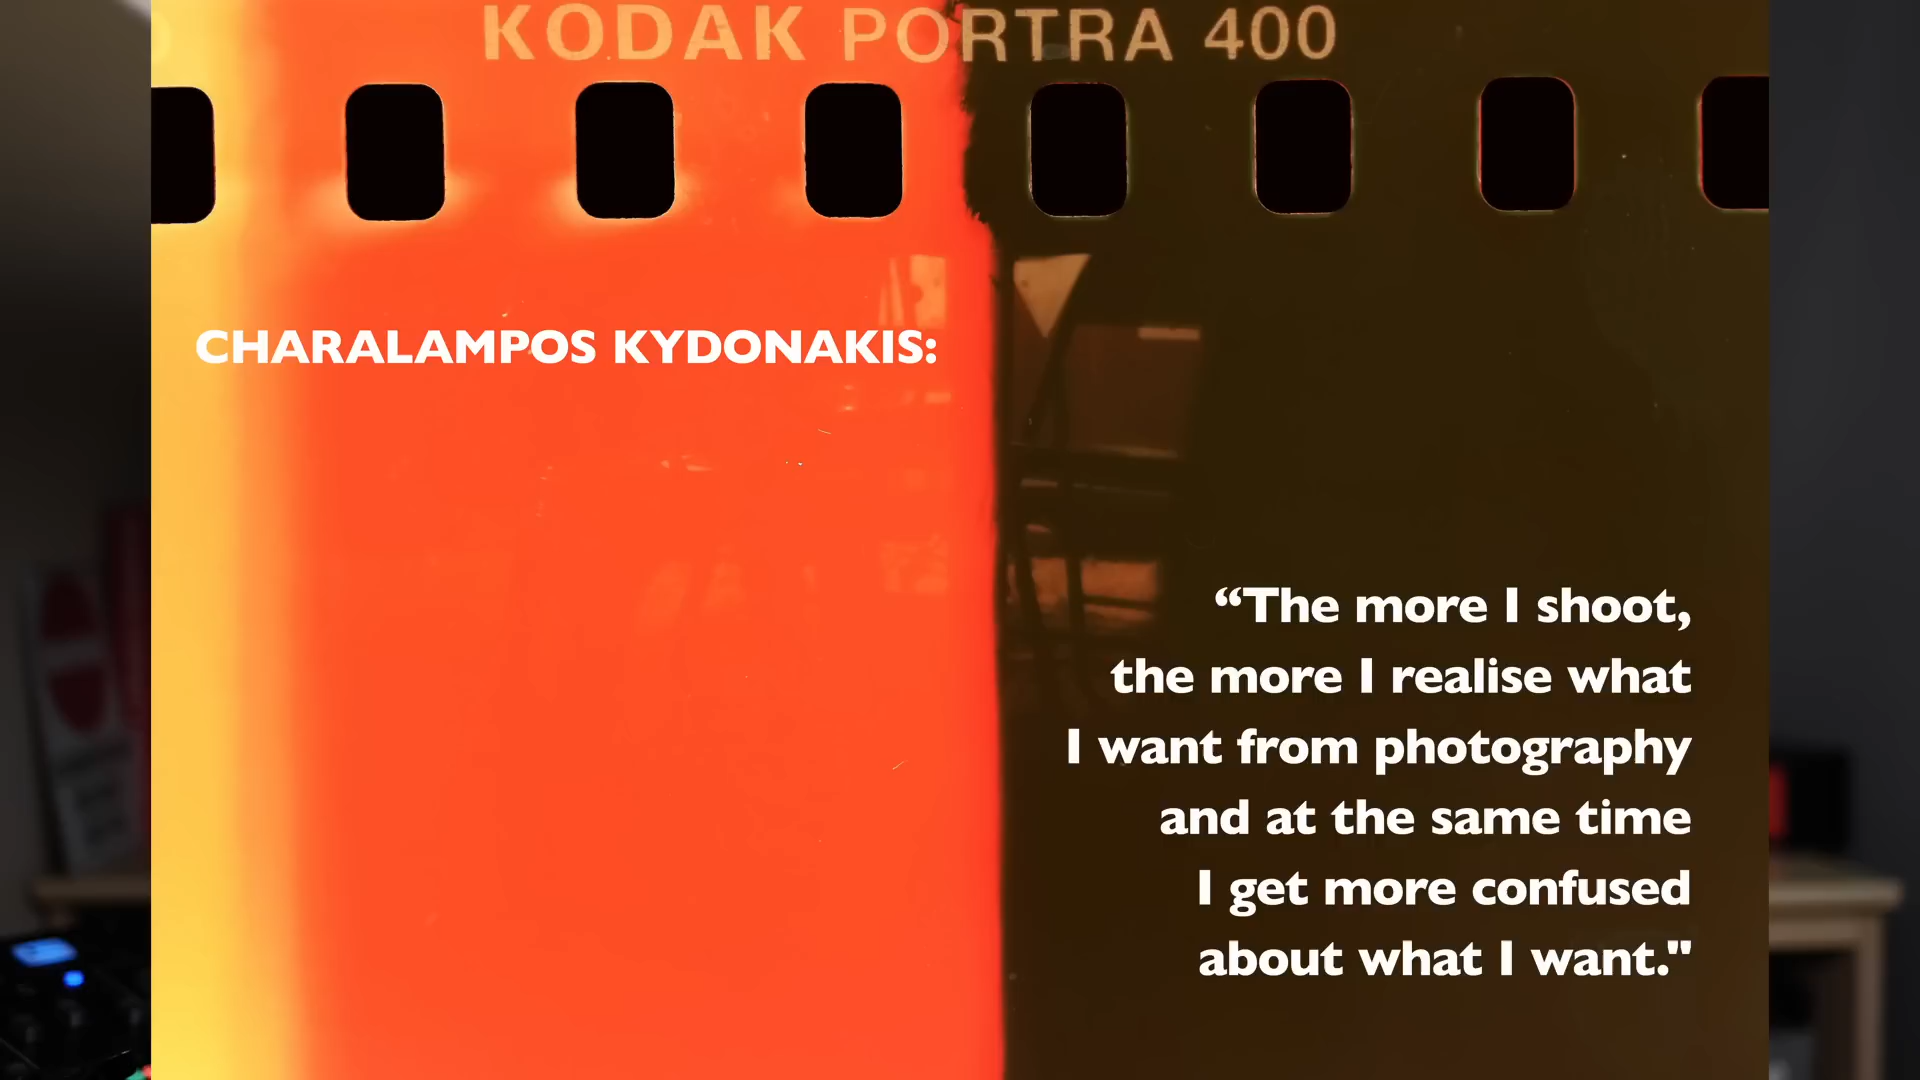 KODAK PORTRA 400
CHARALAMPOS KYDONAKIS:
“The more I shoot,
the more I realise what
I want from photography
and at the same time
I get more confused
about what I want."